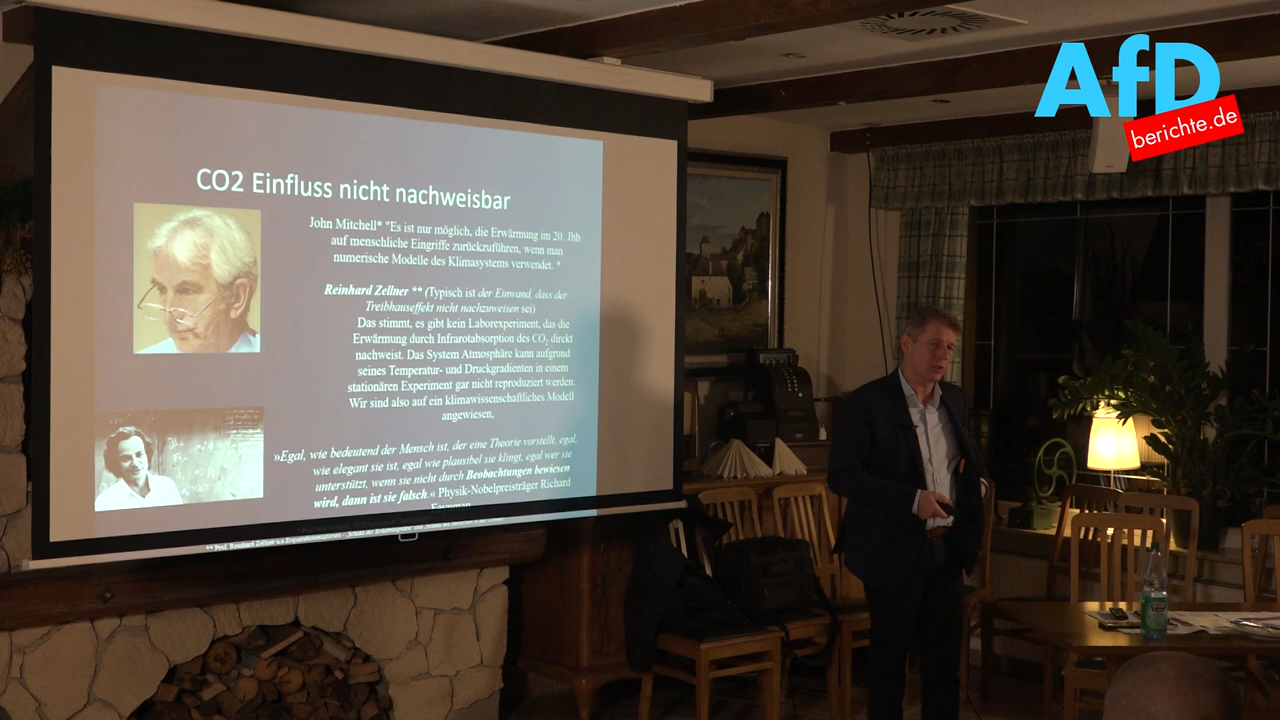 AfD
berichte.de
CO2 Einfluss nicht nachweisbar
John Mitchell* "Es ist nur möglich, die Erwärmung im 20. Jhh
auf menschliche Eingriffe zurückzuführen, wenn man
numerische Modelle des Klimasystems verwendet. *
Reinhard Zellner ** (Typisch ist der Einwand, dass der
Treibhauseffekt nicht nachzuweisen sei)
Das stimmt, es gibt kein Laborexperiment, das die
Erwärmung durch Infrarotabsorption des CO2 direkt
nachweist. Das System Atmosphäre kann aufgrund
seines Temperatur- und Druckgradienten in einem
stationären Experiment gar nicht reproduziert werden.
Wir sind also auf ein klimawissenschaftliches Modell
angewiesen,
»Egal, wie bedeutend der Mensch ist, der eine Theorie vorstellt, egal,
wie elegant sie ist, egal wie plausibel sie klingt, egal wer sie
unterstützt, wenn sie nicht durch Beobachtungen bewiesen
wird, dann ist sie falsch.« Physik-Nobelpreisträger Richard
Feynman
** Prof. Reinhard Zellner